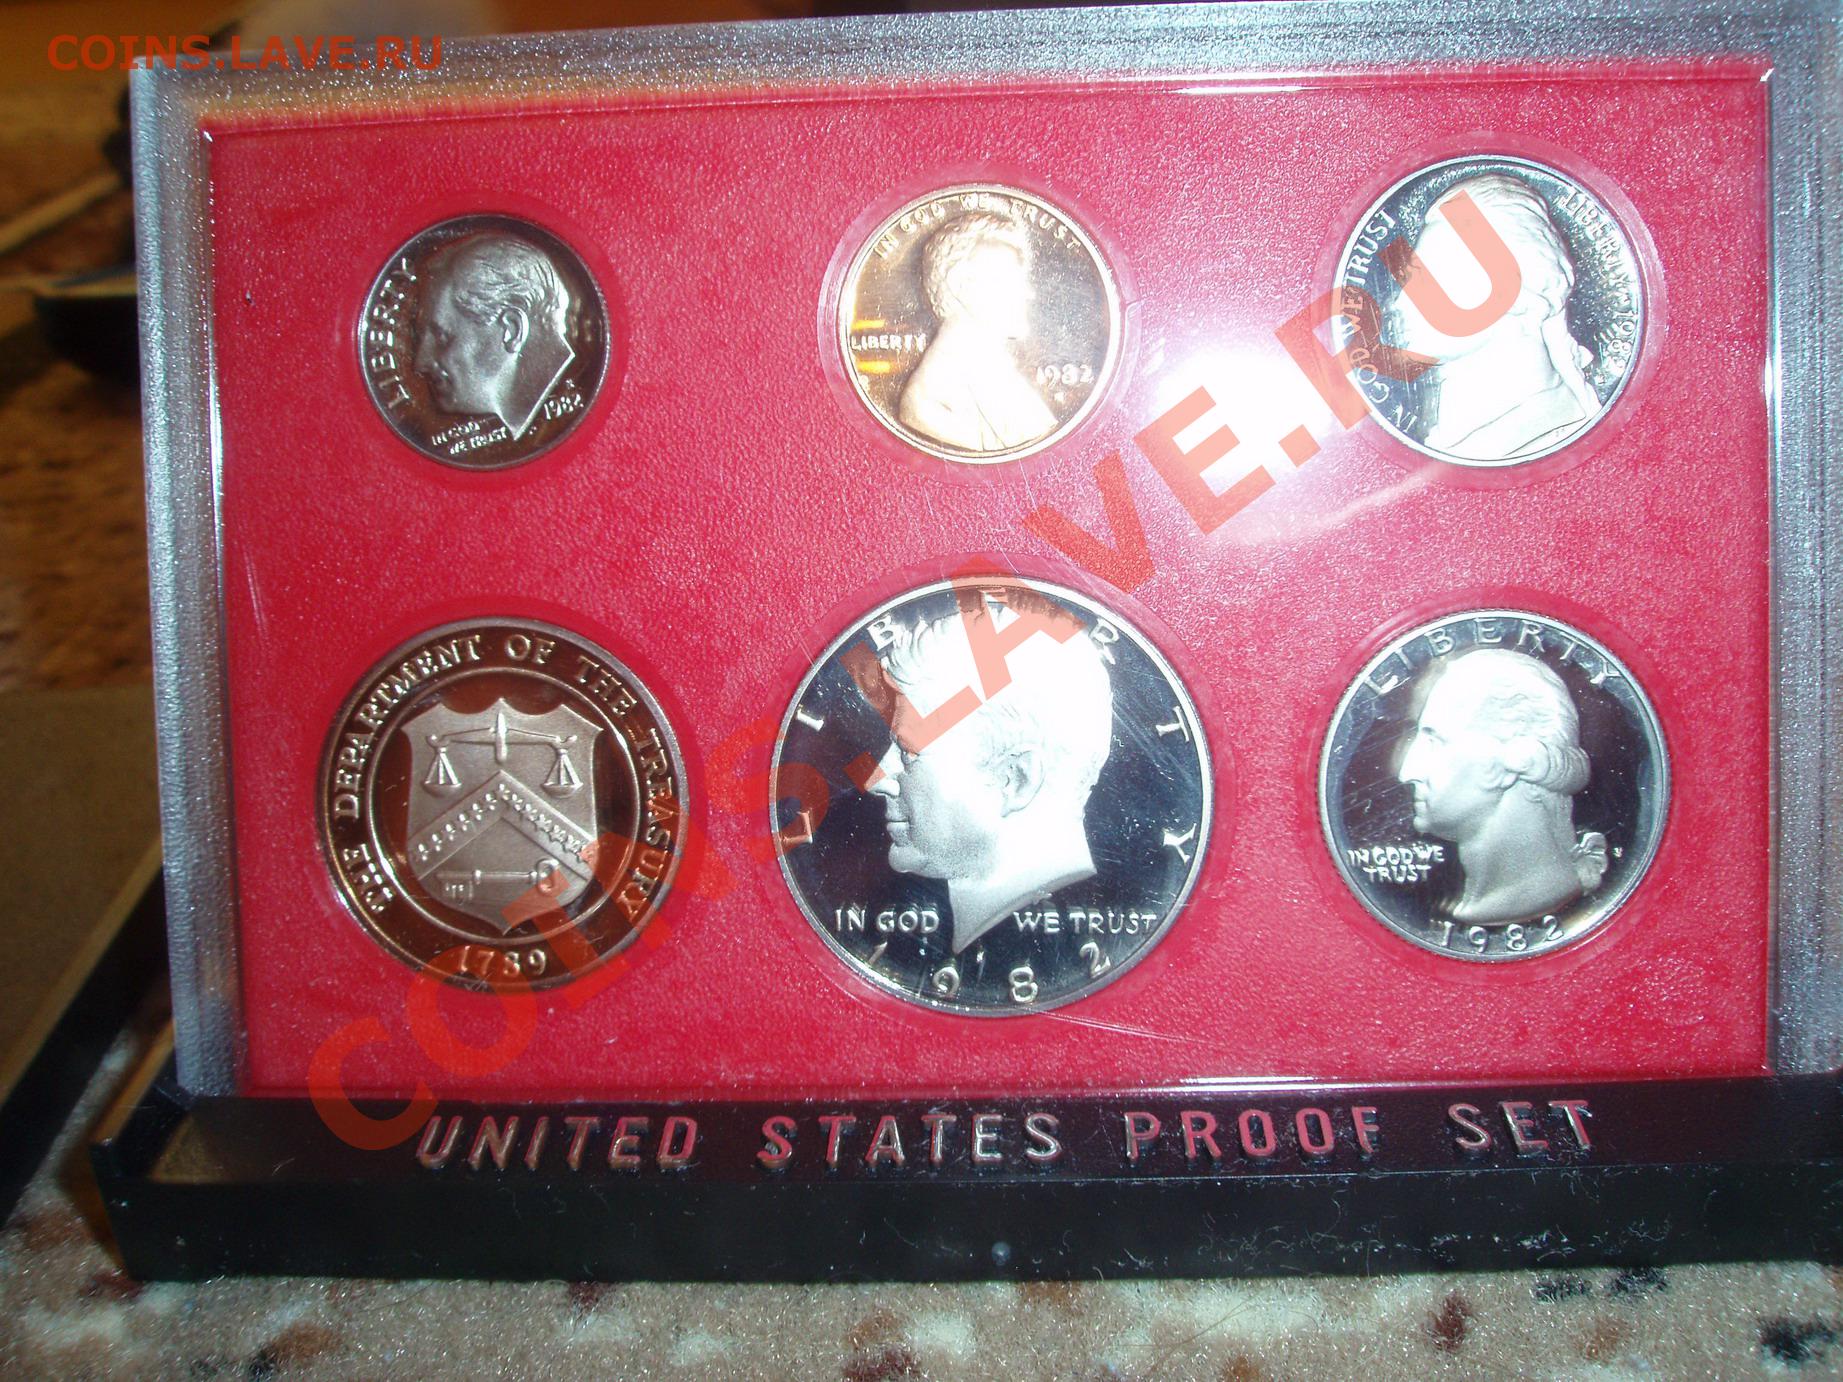 COINS.LAVE.RU
LIBERTY
IN GOD
WE TRUST
1982
S
IN GOD WE TRUST
LIBERTY
1982
IN GOD WE TRUST
LIBERTY
1982
THE DEPARTMENT OF THE TREASURY
1789
LIBERTY
IN GOD WE TRUST
1982
LIBERTY
IN GOD WE
TRUST
1982
COINS.LAVE.RU
UNITED STATES PROOF SET